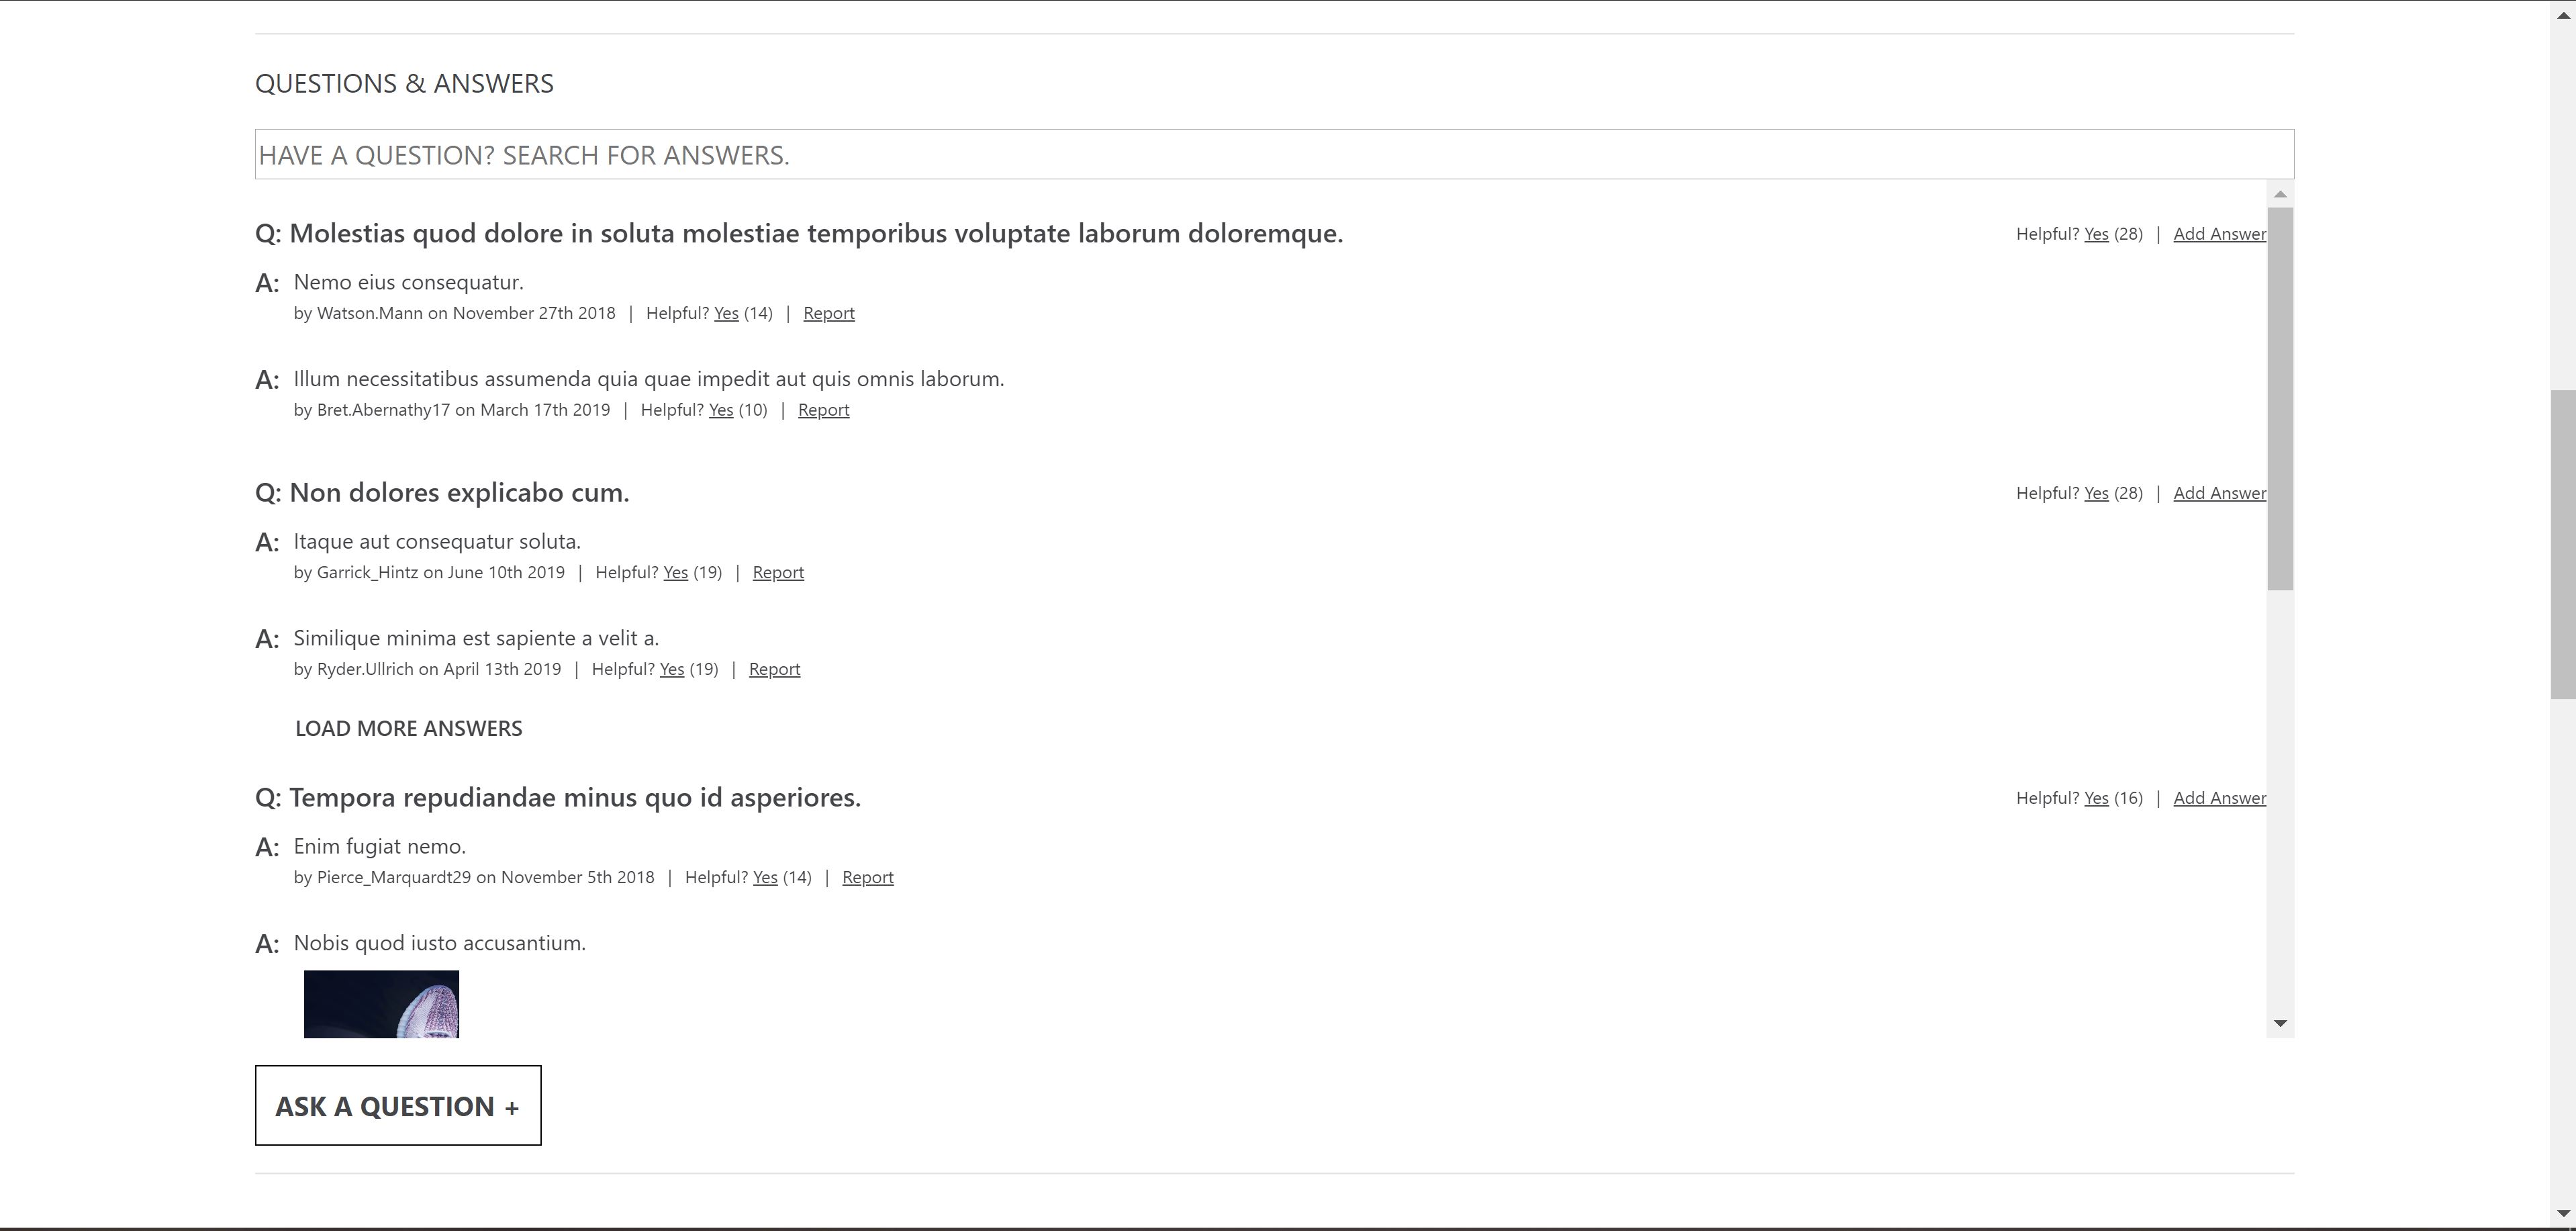 QUESTIONS & ANSWERS
HAVE A QUESTION? SEARCH FOR ANSWERS.
Q: Molestias quod dolore in soluta molestiae temporibus voluptate laborum doloremque. Helpful? Yes (28) | Add Answer
A: Nemo eius consequatur.
by Watson.Mann on November 27th 2018 | Helpful? Yes (14) | Report
A: Illum necessitatibus assumenda quia quae impedit aut quis omnis laborum.
by Bret.Abernathy17 on March 17th 2019 | Helpful? Yes (10) | Report
Q: Non dolores explicabo cum. Helpful? Yes (28) | Add Answer
A: Itaque aut consequatur soluta.
by Garrick_Hintz on June 10th 2019 | Helpful? Yes (19) | Report
A: Similique minima est sapiente a velit a.
by Ryder.Ullrich on April 13th 2019 | Helpful? Yes (19) | Report
LOAD MORE ANSWERS
Q: Tempora repudiandae minus quo id asperiores. Helpful? Yes (16) | Add Answer
A: Enim fugiat nemo.
by Pierce_Marquardt29 on November 5th 2018 | Helpful? Yes (14) | Report
A: Nobis quod iusto accusantium.
ASK A QUESTION +